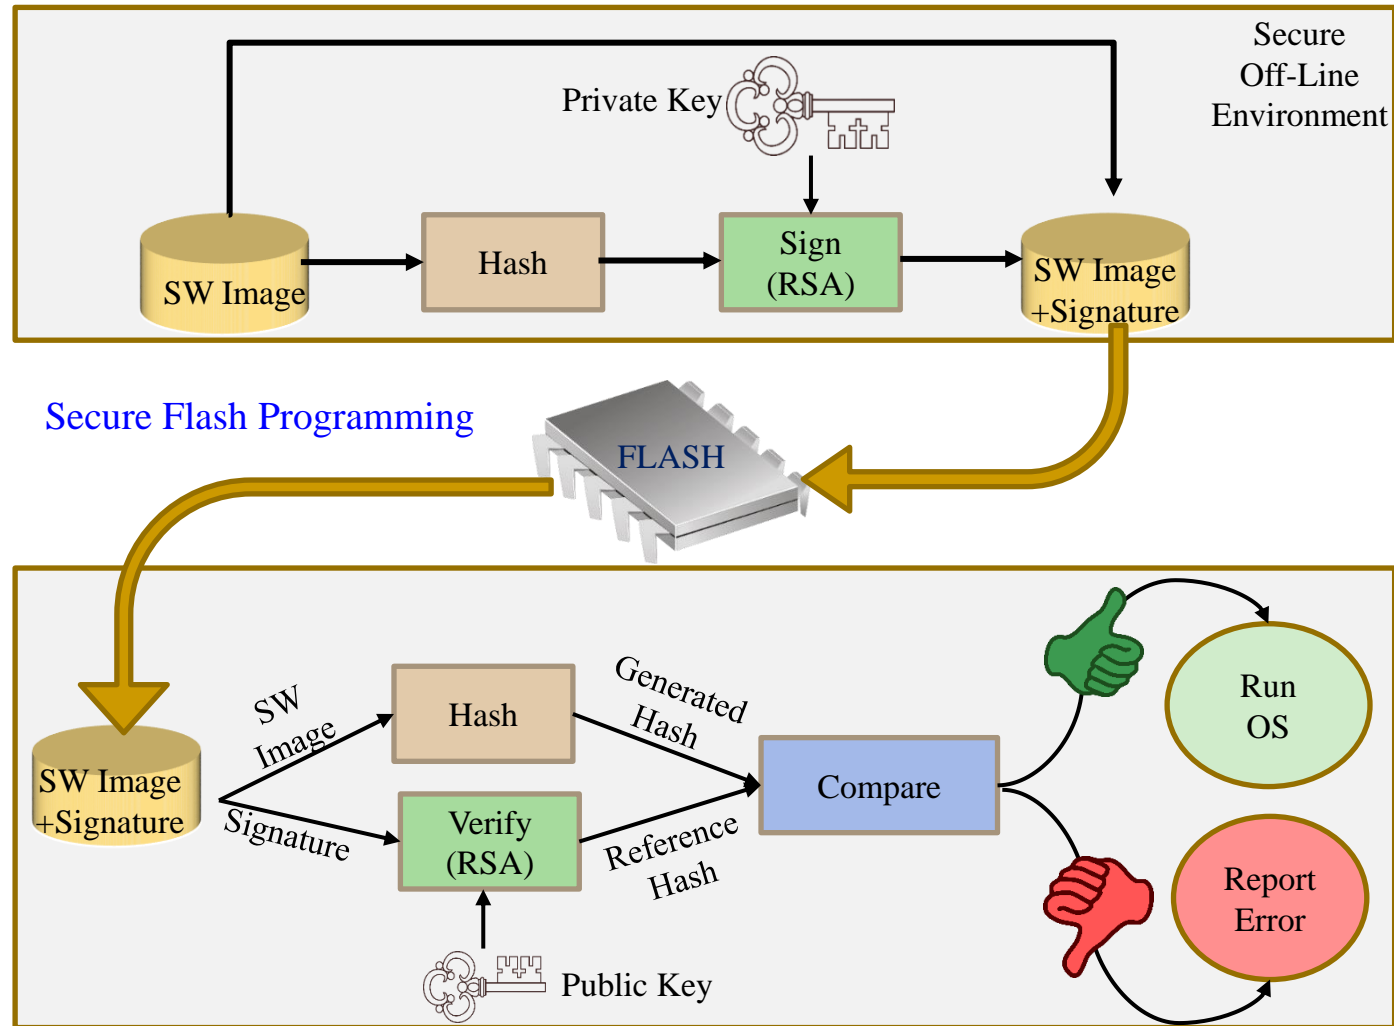 Secure
Off-Line
Environment
Private Key
SW Image
Hash
Sign
(RSA)
SW Image
+Signature
Secure Flash Programming
FLASH
SW Image
+Signature
SW
Image
Signature
Hash
Verify
(RSA)
Public Key
Generated
Hash
Reference
Hash
Compare
Run
OS
Report
Error